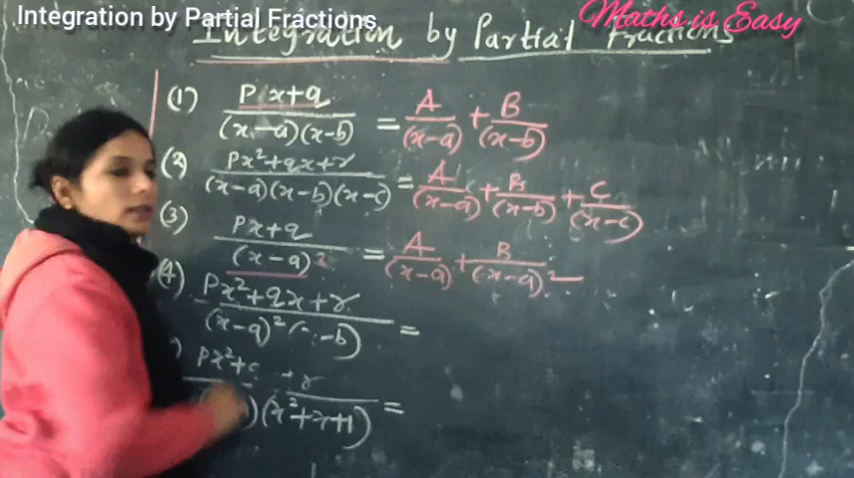 Integration by Partial Fractions
Maths is Easy
Integration by Partial Fractions
(1) Px+q / (x-a)(x-b) = A/(x-a) + B/(x-b)
(2) Px²+qx+r / (x-a)(x-b)(x-c) = A/(x-a) + B/(x-b) + C/(x-c)
(3) Px+q / (x-a)² = A/(x-a) + B/(x-a)²
(4) Px²+qx+r / (x-a)²( -b) =
) Px²+ +r / )(x²+x+1) =